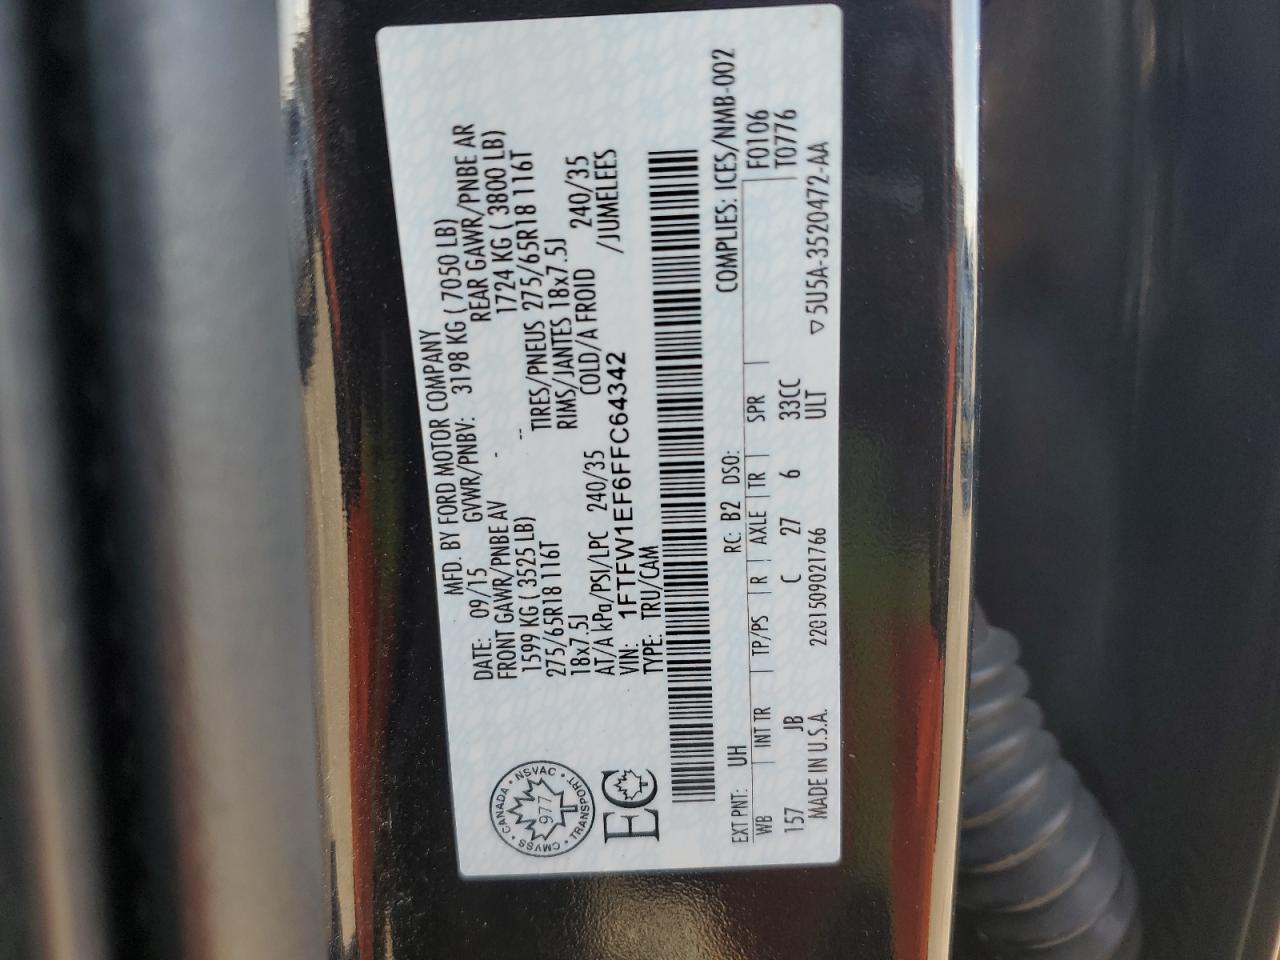 MFD. BY FORD MOTOR COMPANY
DATE: 09/15 GVWR/PNBV: 3198 KG ( 7050 LB)
FRONT GAWR/PNBE AV REAR GAWR/PNBE AR
1599 KG ( 3525 LB) 1724 KG ( 3800 LB)
275/65R18 116T TIRES/PNEUS 275/65R18 116T
18x7.5J RIMS/JANTES 18x7.5J
AT/A kPa/PSI/LPC 240/35 COLD/A FROID 240/35
VIN: 1FTFW1EF6FFC64342 /JUMELEES
TYPE: TRU/CAM
CANADA · NSVAC · TRANSPORT · CMVSS
977
EC
COMPLIES: ICES/NMB-002
EXT PNT: UH RC: B2 DSO:
F0106
T0776
WB INT TR TP/PS R AXLE TR SPR
157 JB C 27 6 33CC
ULT
MADE IN U.S.A. 2201509021766 ▽5U5A-3520472-AA